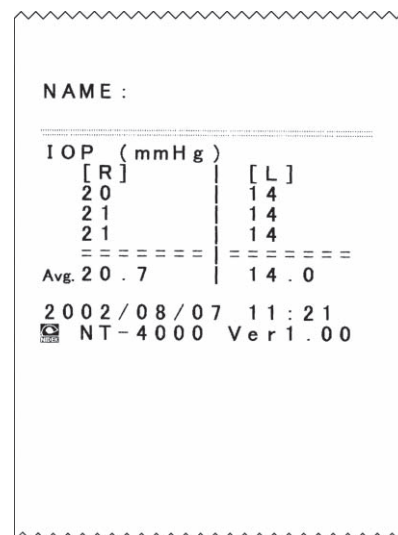 NAME:
IOP (mmHg)
[R] | [L]
20 | 14
21 | 14
21 | 14
======= | =======
Avg. 20.7 | 14.0
2002/08/07 11:21
NIDEK NT-4000 Ver1.00